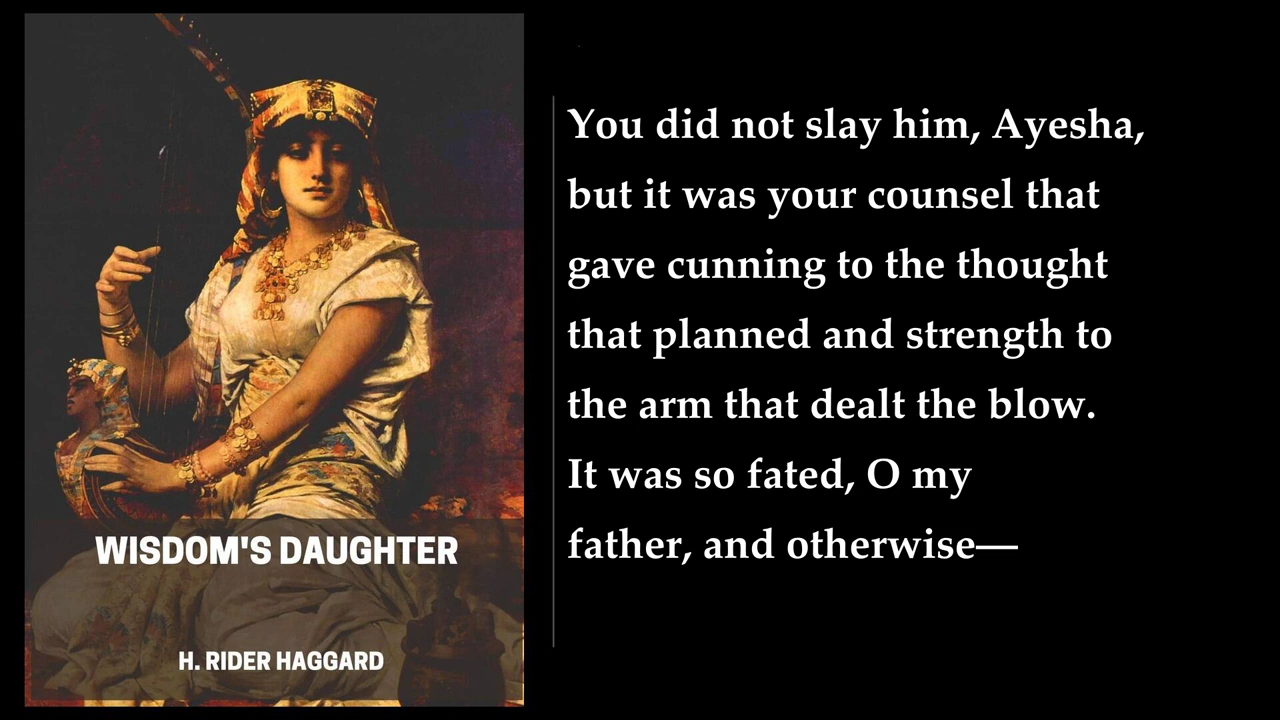 WISDOM'S DAUGHTER
H. RIDER HAGGARD
You did not slay him, Ayesha,
but it was your counsel that
gave cunning to the thought
that planned and strength to
the arm that dealt the blow.
It was so fated, O my
father, and otherwise—